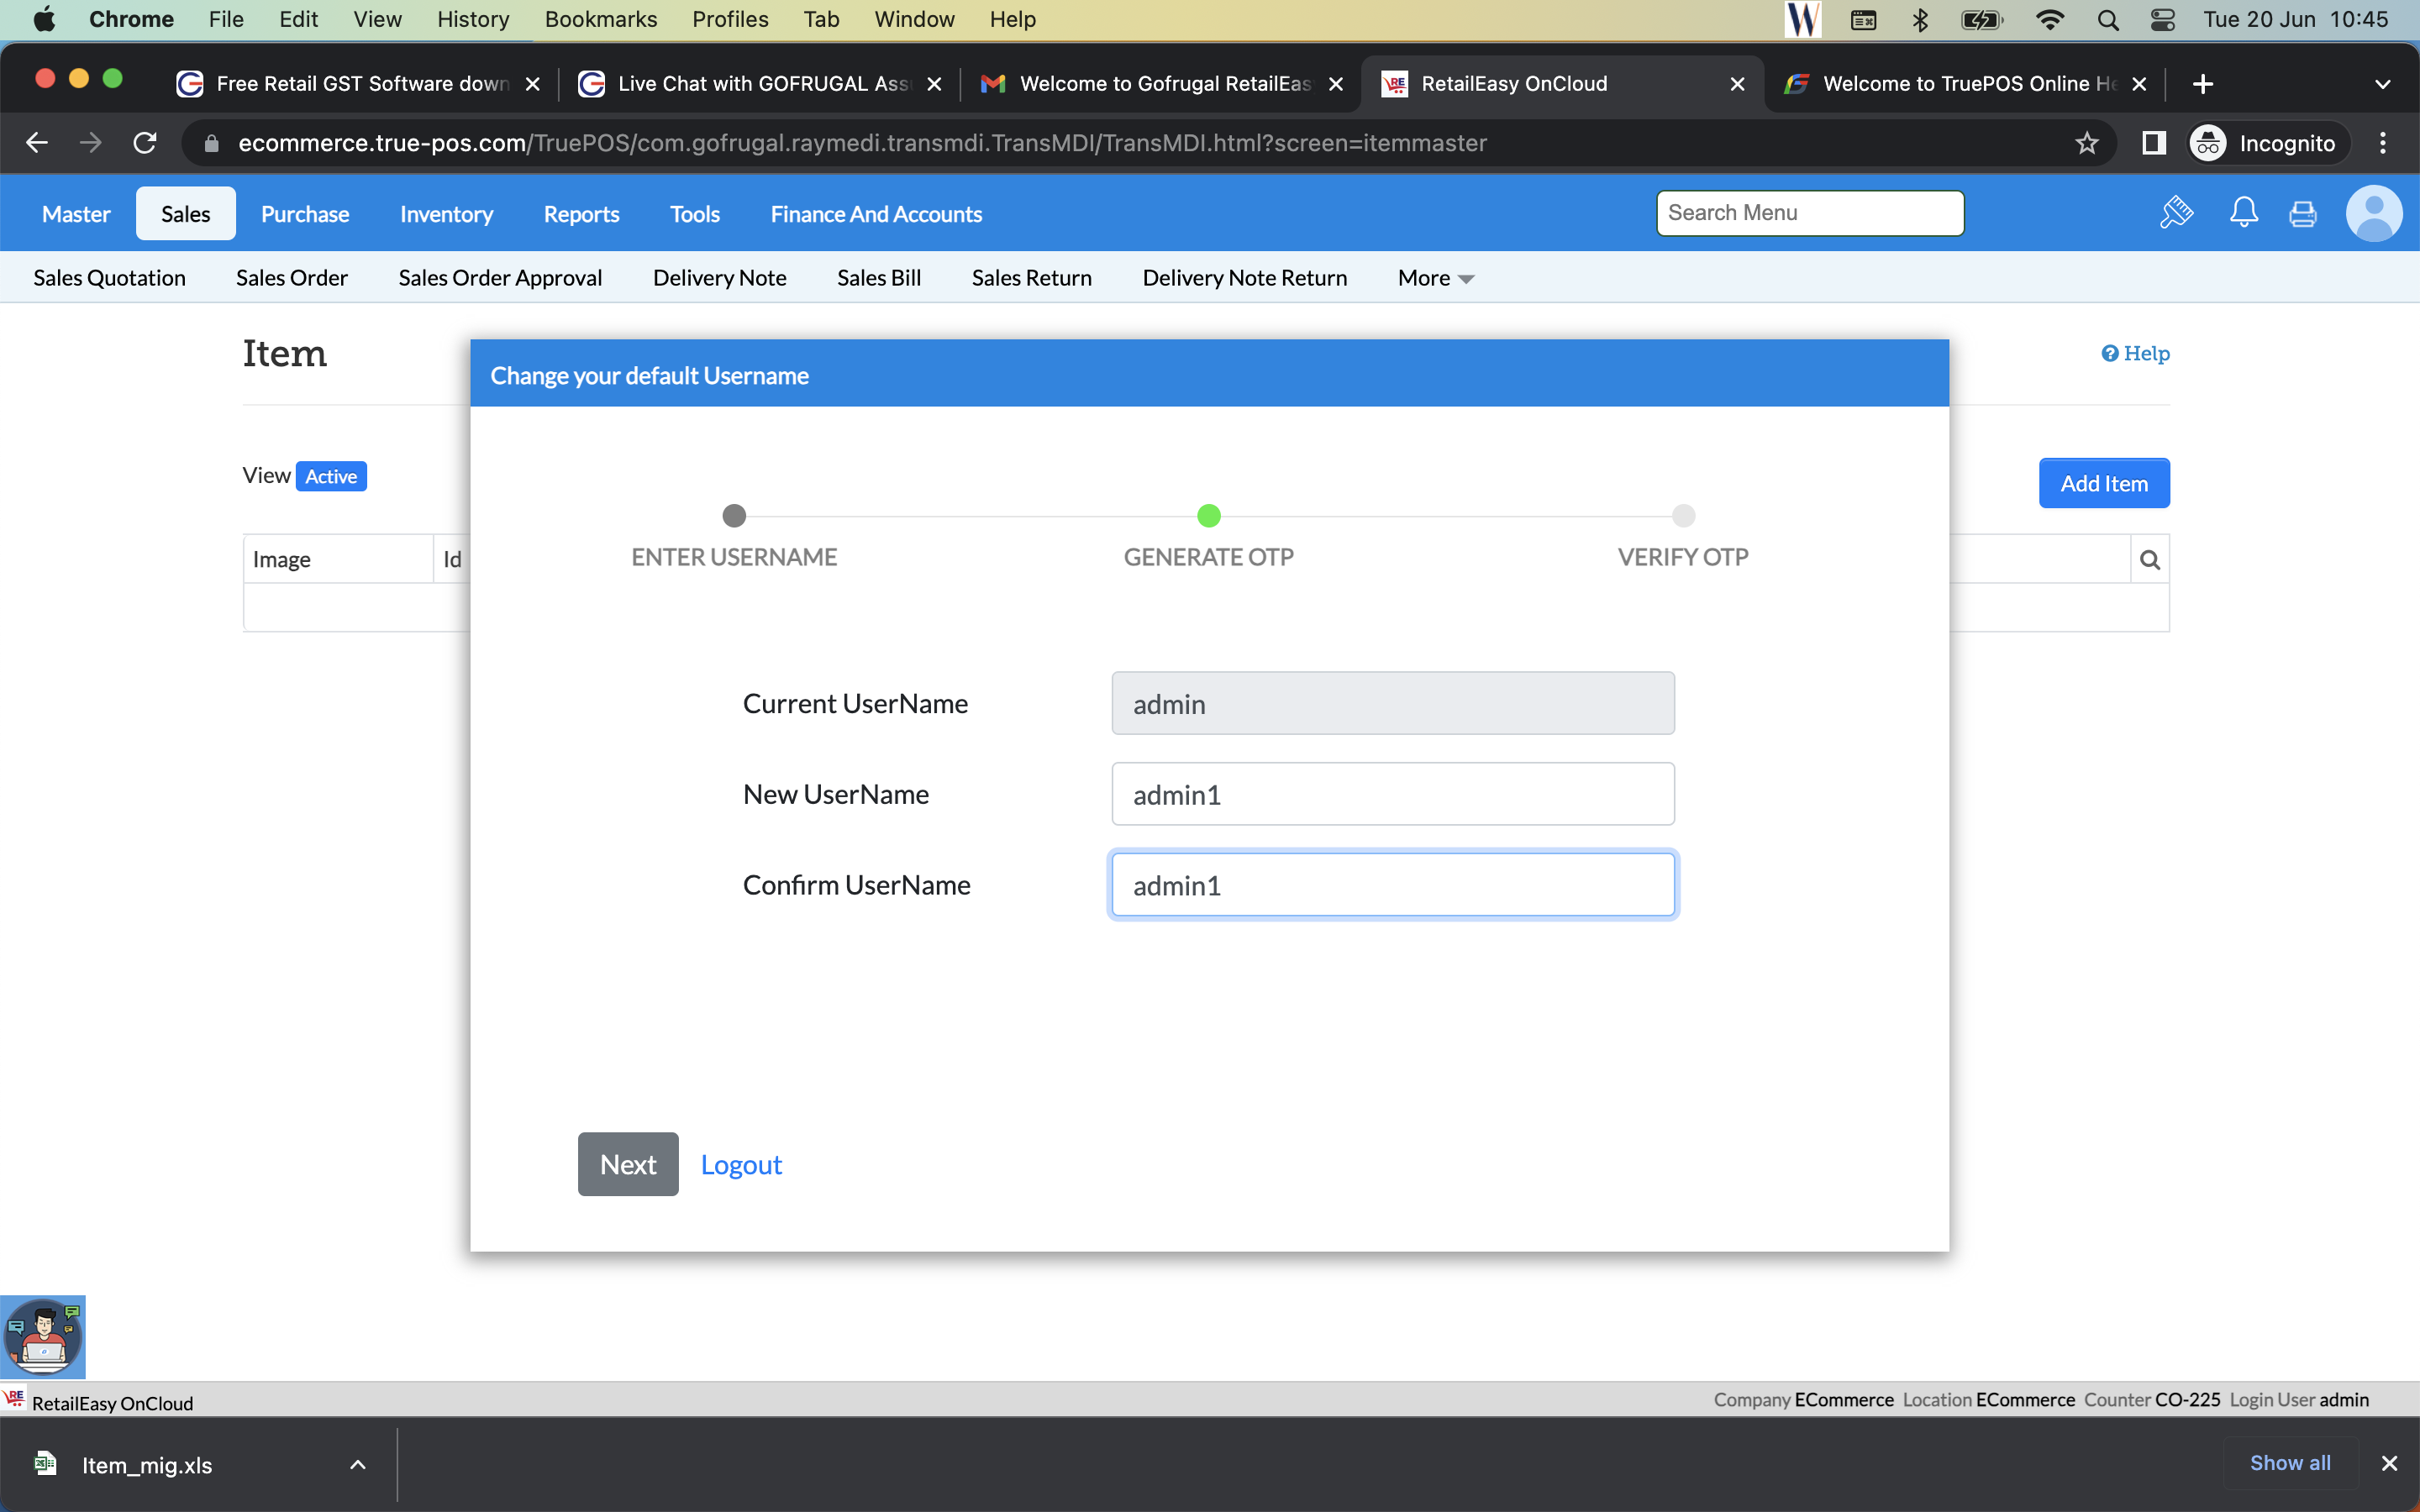 Chrome File Edit View History Bookmarks Profiles Tab Window Help W Tue 20 Jun 10:45
Free Retail GST Software down Live Chat with GOFRUGAL Ass Welcome to Gofrugal RetailEas RetailEasy OnCloud Welcome to TruePOS Online He
ecommerce.true-pos.com/TruePOS/com.gofrugal.raymedi.transmdi.TransMDI/TransMDI.html?screen=itemmaster Incognito
Master Sales Purchase Inventory Reports Tools Finance And Accounts Search Menu
Sales Quotation Sales Order Sales Order Approval Delivery Note Sales Bill Sales Return Delivery Note Return More
Item Help
Change your default Username
View Active Add Item
ENTER USERNAME GENERATE OTP VERIFY OTP
Image Id
Current UserName admin
New UserName admin1
Confirm UserName admin1
Next Logout
RE RetailEasy OnCloud Company ECommerce Location ECommerce Counter CO-225 Login User admin
Item_mig.xls Show all